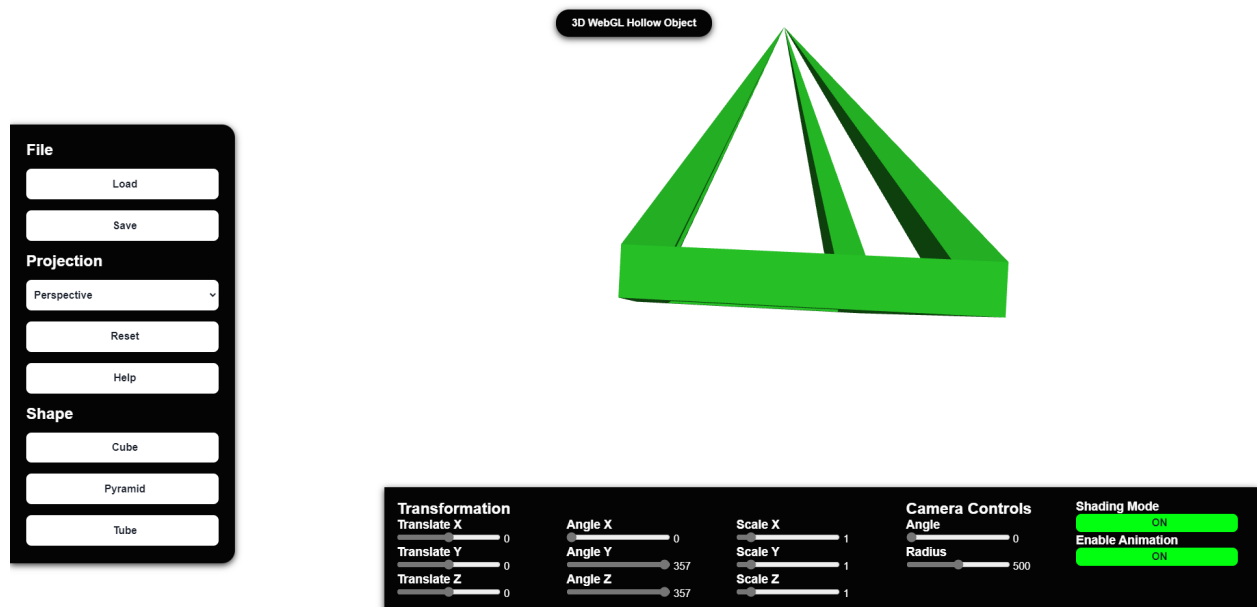 3D WebGL Hollow Object
File
Load
Save
Projection
Perspective
Reset
Help
Shape
Cube
Pyramid
Tube
Transformation
Translate X
0
Translate Y
0
Translate Z
0
Angle X
0
Angle Y
357
Angle Z
357
Scale X
1
Scale Y
1
Scale Z
1
Camera Controls
Angle
0
Radius
500
Shading Mode
ON
Enable Animation
ON